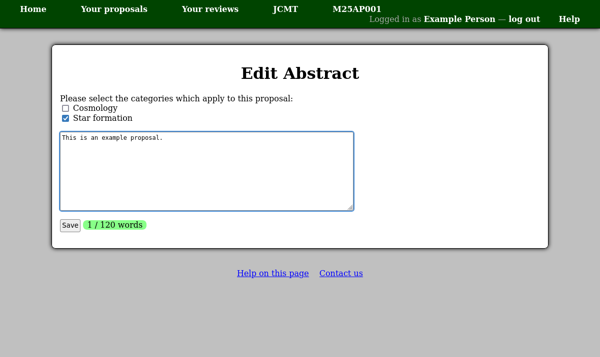 Home Your proposals Your reviews JCMT M25AP001
Logged in as Example Person — log out Help
Edit Abstract
Please select the categories which apply to this proposal:
Cosmology
Star formation
This is an example proposal.
Save 1 / 120 words
Help on this page Contact us